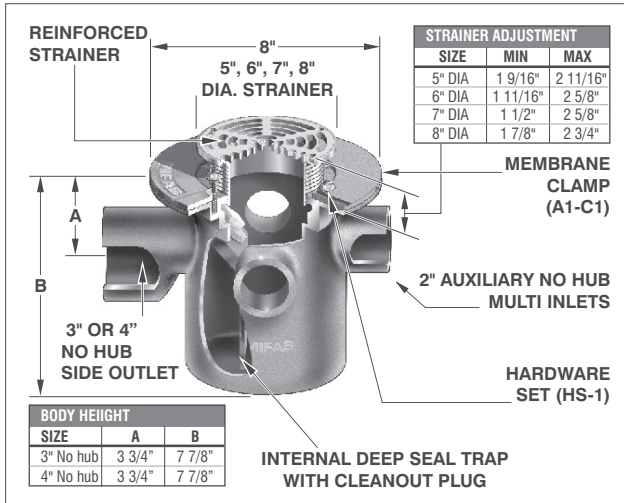 REINFORCED
STRAINER
8"
5", 6", 7", 8"
DIA. STRAINER
STRAINER ADJUSTMENT
SIZE MIN MAX
5" DIA 1 9/16" 2 11/16"
6" DIA 1 11/16" 2 5/8"
7" DIA 1 1/2" 2 5/8"
8" DIA 1 7/8" 2 3/4"
MEMBRANE
CLAMP
(A1-C1)
MIFAB
A
B
2" AUXILIARY NO HUB
MULTI INLETS
3" OR 4”
NO HUB
SIDE OUTLET
MIFAB
HARDWARE
SET (HS-1)
BODY HEIIGHT
SIZE A B
3" No hub 3 3/4” 7 7/8”
4" No hub 3 3/4” 7 7/8”
INTERNAL DEEP SEAL TRAP
WITH CLEANOUT PLUG